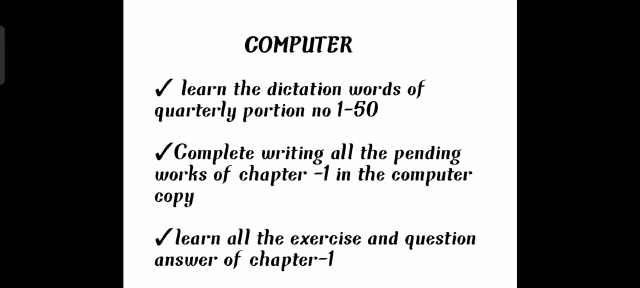 COMPUTER
✓ learn the dictation words of
quarterly portion no 1-50
✓Complete writing all the pending
works of chapter -1 in the computer
copy
✓learn all the exercise and question
answer of chapter-1